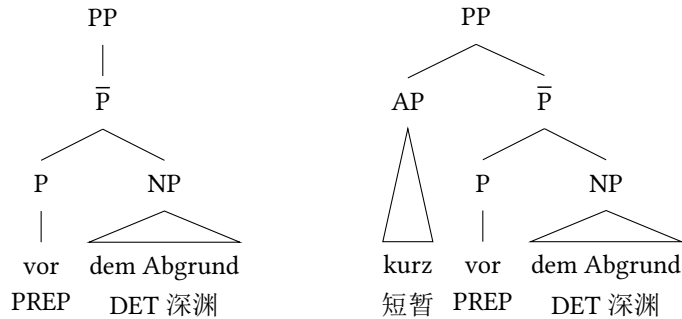 PP PP
P̅ AP P̅
P NP P NP
vor dem Abgrund kurz vor dem Abgrund
PREP DET 深渊 短暂 PREP DET 深渊